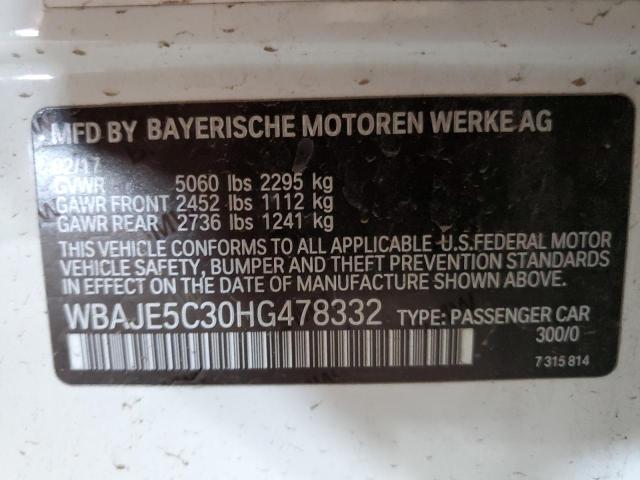 MFD BY BAYERISCHE MOTOREN WERKE AG
02/17
GVWR 5060 lbs 2295 kg
GAWR FRONT 2452 lbs 1112 kg
GAWR REAR 2736 lbs 1241 kg
THIS VEHICLE CONFORMS TO ALL APPLICABLE U.S.FEDERAL MOTOR
VEHICLE SAFETY, BUMPER AND THEFT PREVENTION STANDARDS
IN EFFECT ON THE DATE OF MANUFACTURE SHOWN ABOVE.
WBAJE5C30HG478332 TYPE: PASSENGER CAR
300/0
7 315 814